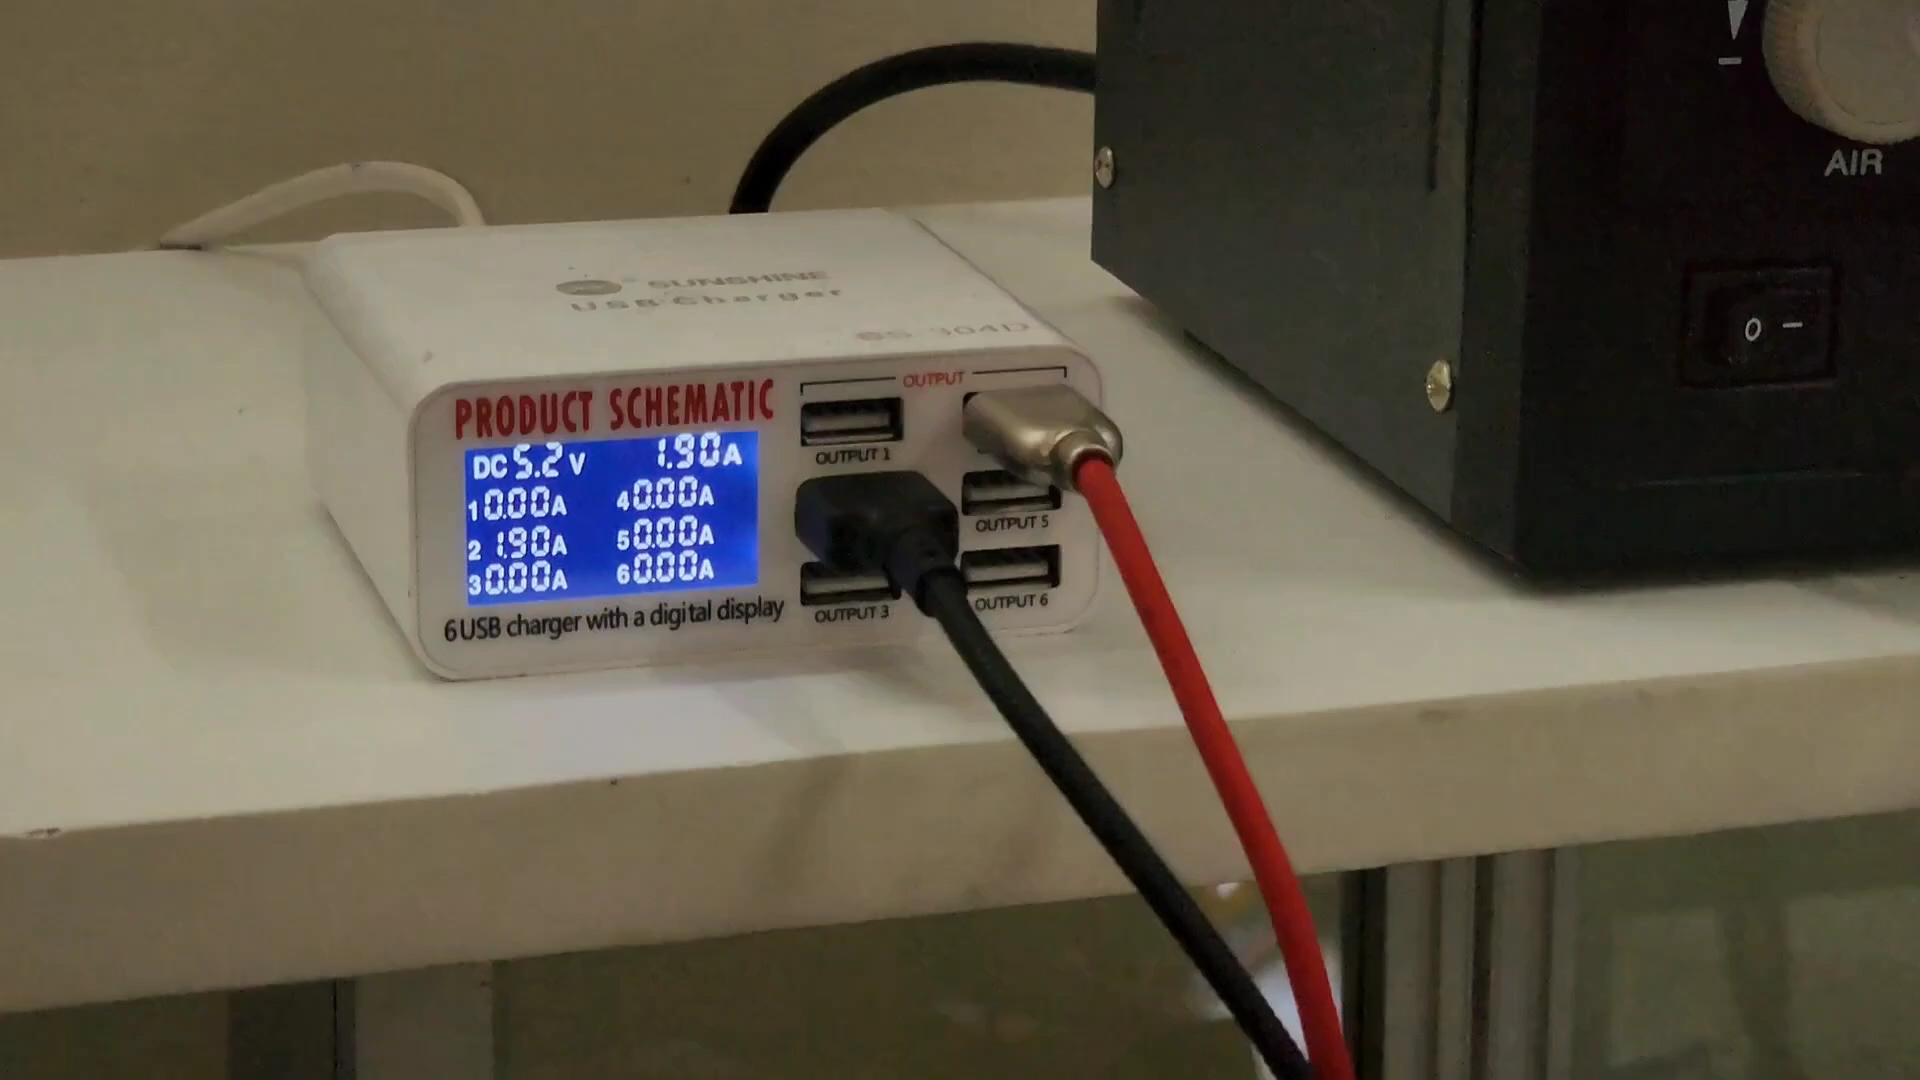 SUNSHINE
USB Charger
SS-304D
PRODUCT SCHEMATIC
DC 5.2 V 1.90A
1 0.00A 4 0.00A
2 1.90A 5 0.00A
3 0.00A 6 0.00A
6 USB charger with a digital display
OUTPUT
OUTPUT 1
OUTPUT 5
OUTPUT 3
OUTPUT 6
AIR
O –